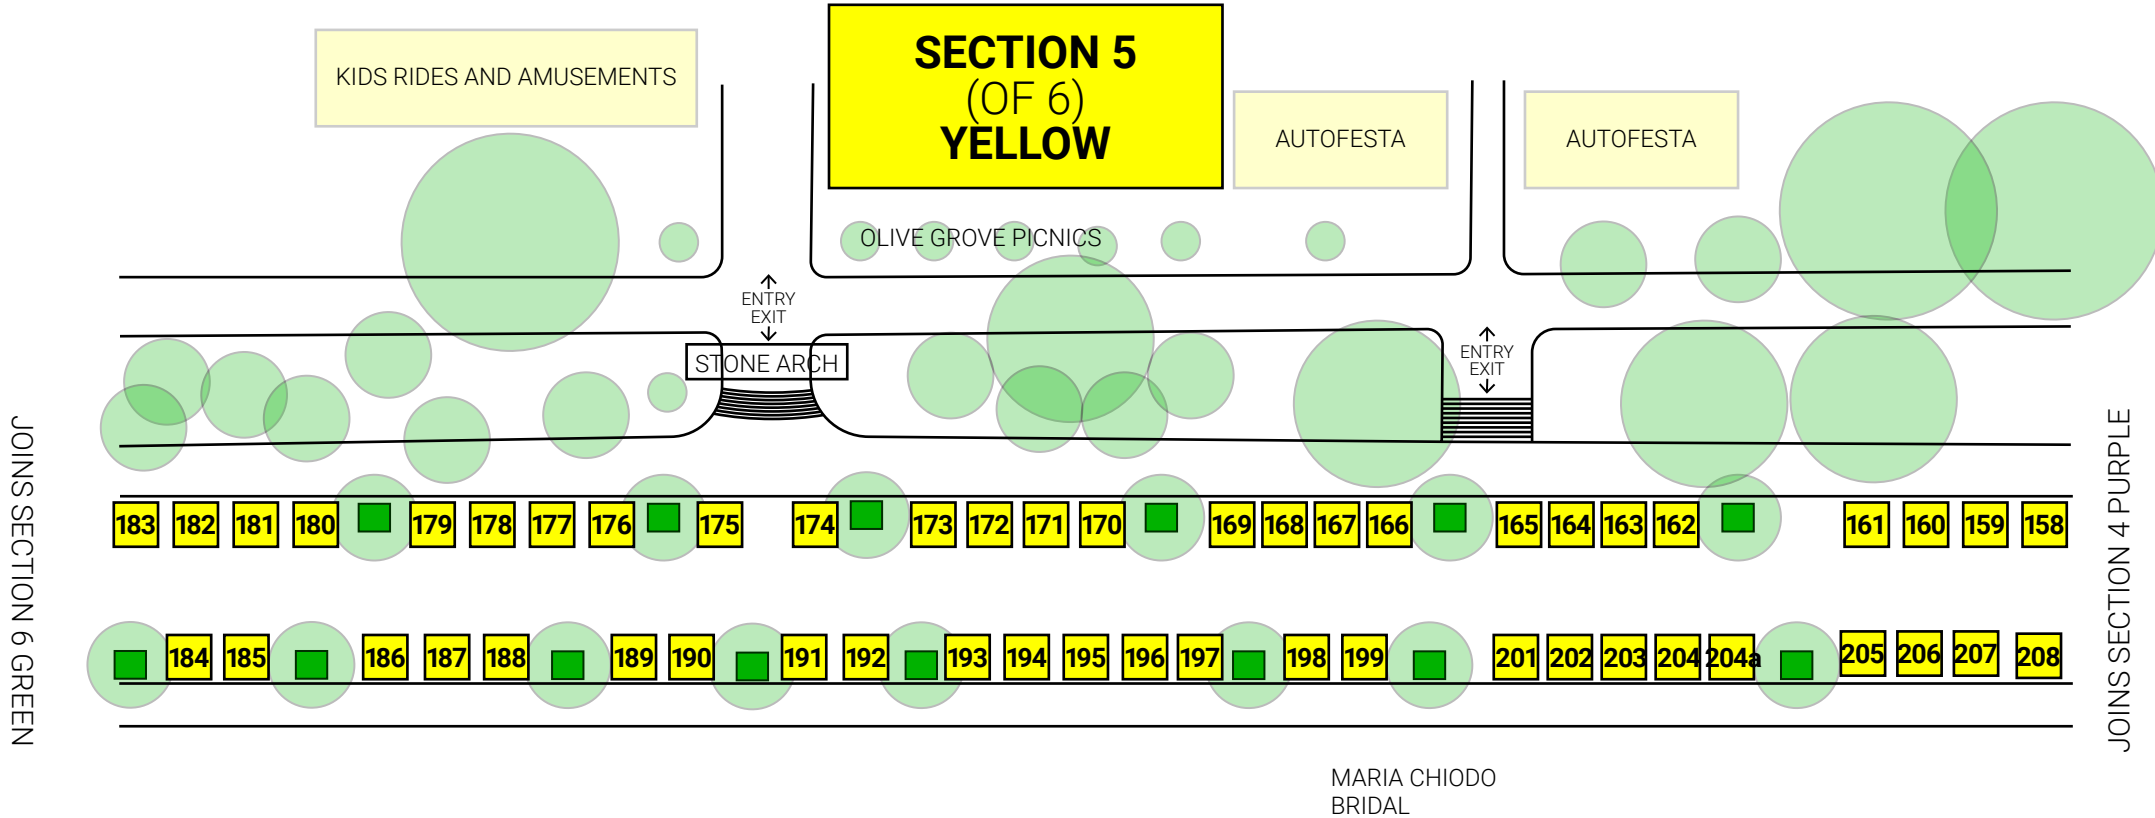 SECTION 5
(OF 6)
YELLOW
KIDS RIDES AND AMUSEMENTS
AUTOFESTA
AUTOFESTA
OLIVE GROVE PICNICS
ENTRY
EXIT
STONE ARCH
ENTRY
EXIT
JOINS SECTION 6 GREEN
JOINS SECTION 4 PURPLE
183 182 181 180 179 178 177 176 175 174 173 172 171 170 169 168 167 166 165 164 163 162 161 160 159 158
184 185 186 187 188 189 190 191 192 193 194 195 196 197 198 199 201 202 203 204 204a 205 206 207 208
MARIA CHIODO
BRIDAL